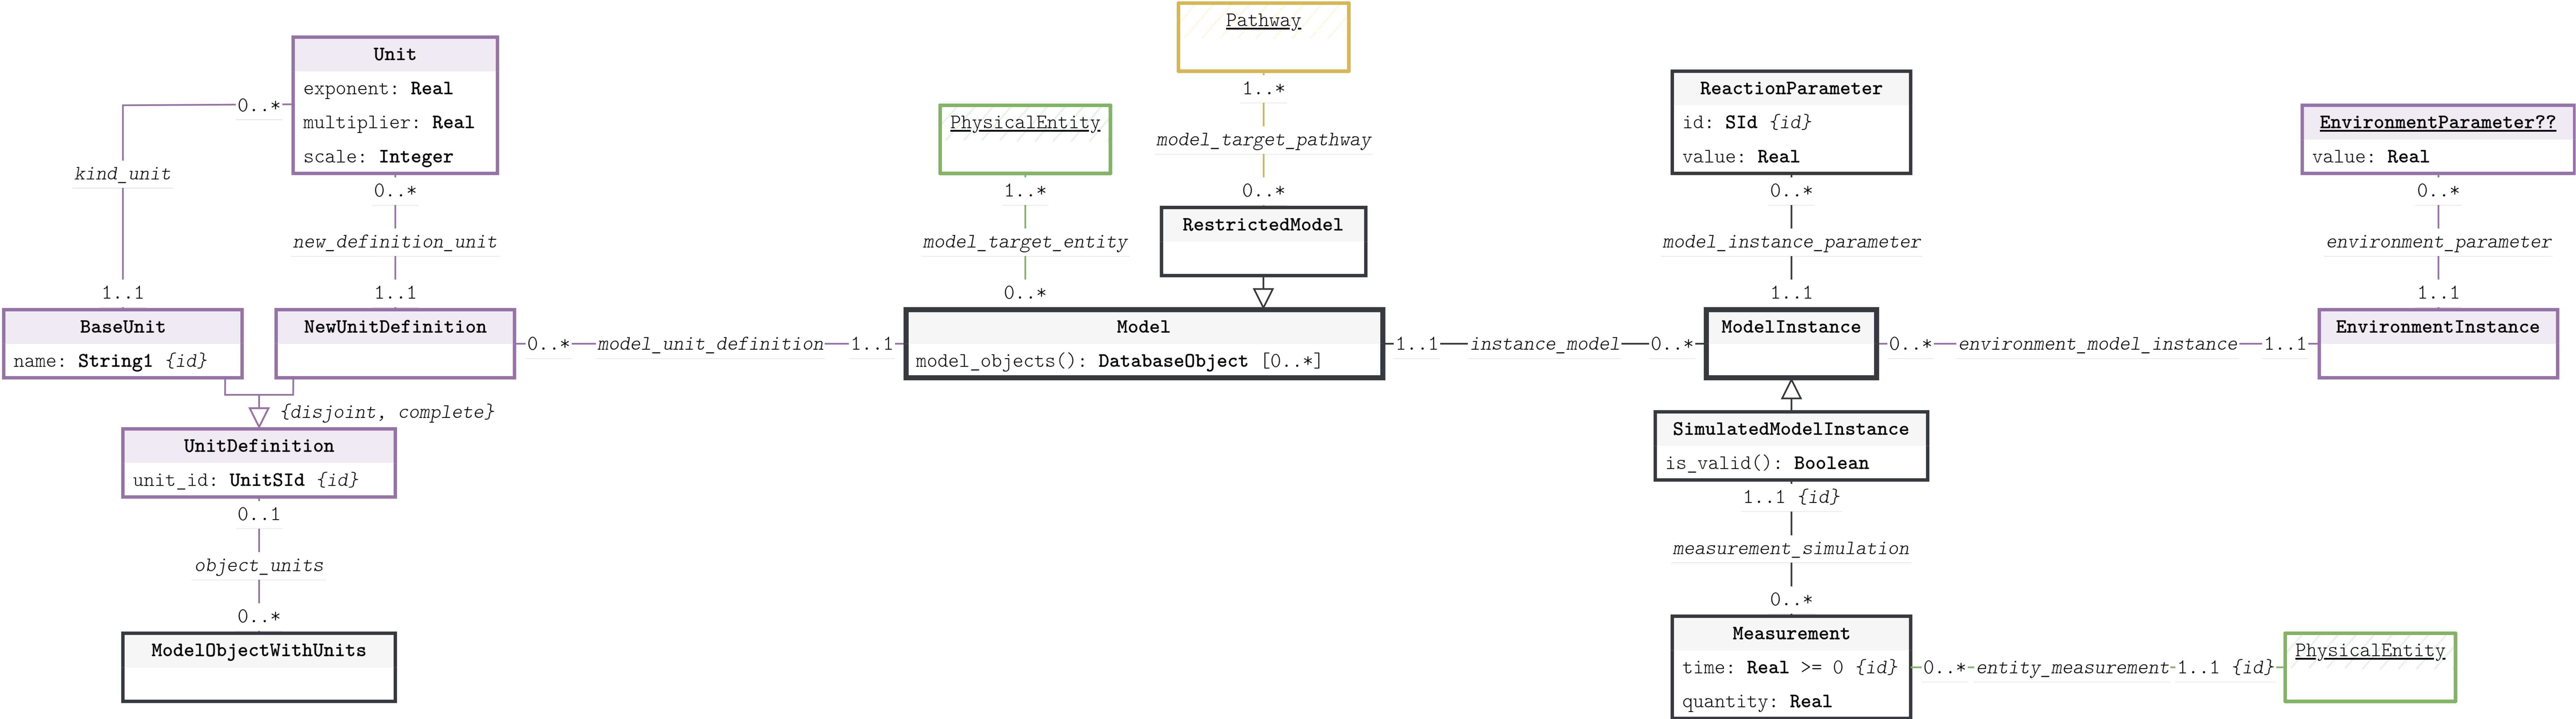 Pathway
Unit
exponent: Real
multiplier: Real
scale: Integer
0..*
kind_unit
0..*
new_definition_unit
1..1
1..1
PhysicalEntity
1..*
model_target_entity
0..*
1..*
model_target_pathway
0..*
RestrictedModel
ReactionParameter
id: SId {id}
value: Real
0..*
model_instance_parameter
1..1
EnvironmentParameter??
value: Real
0..*
environment_parameter
1..1
BaseUnit
name: String1 {id}
NewUnitDefinition
0..* model_unit_definition 1..1
Model
model_objects(): DatabaseObject [0..*]
1..1 instance_model 0..*
ModelInstance
0..* environment_model_instance 1..1
EnvironmentInstance
{disjoint, complete}
UnitDefinition
unit_id: UnitSId {id}
0..1
object_units
0..*
ModelObjectWithUnits
SimulatedModelInstance
is_valid(): Boolean
1..1 {id}
measurement_simulation
0..*
Measurement
time: Real >= 0 {id}
quantity: Real
0..* entity_measurement 1..1 {id}
PhysicalEntity